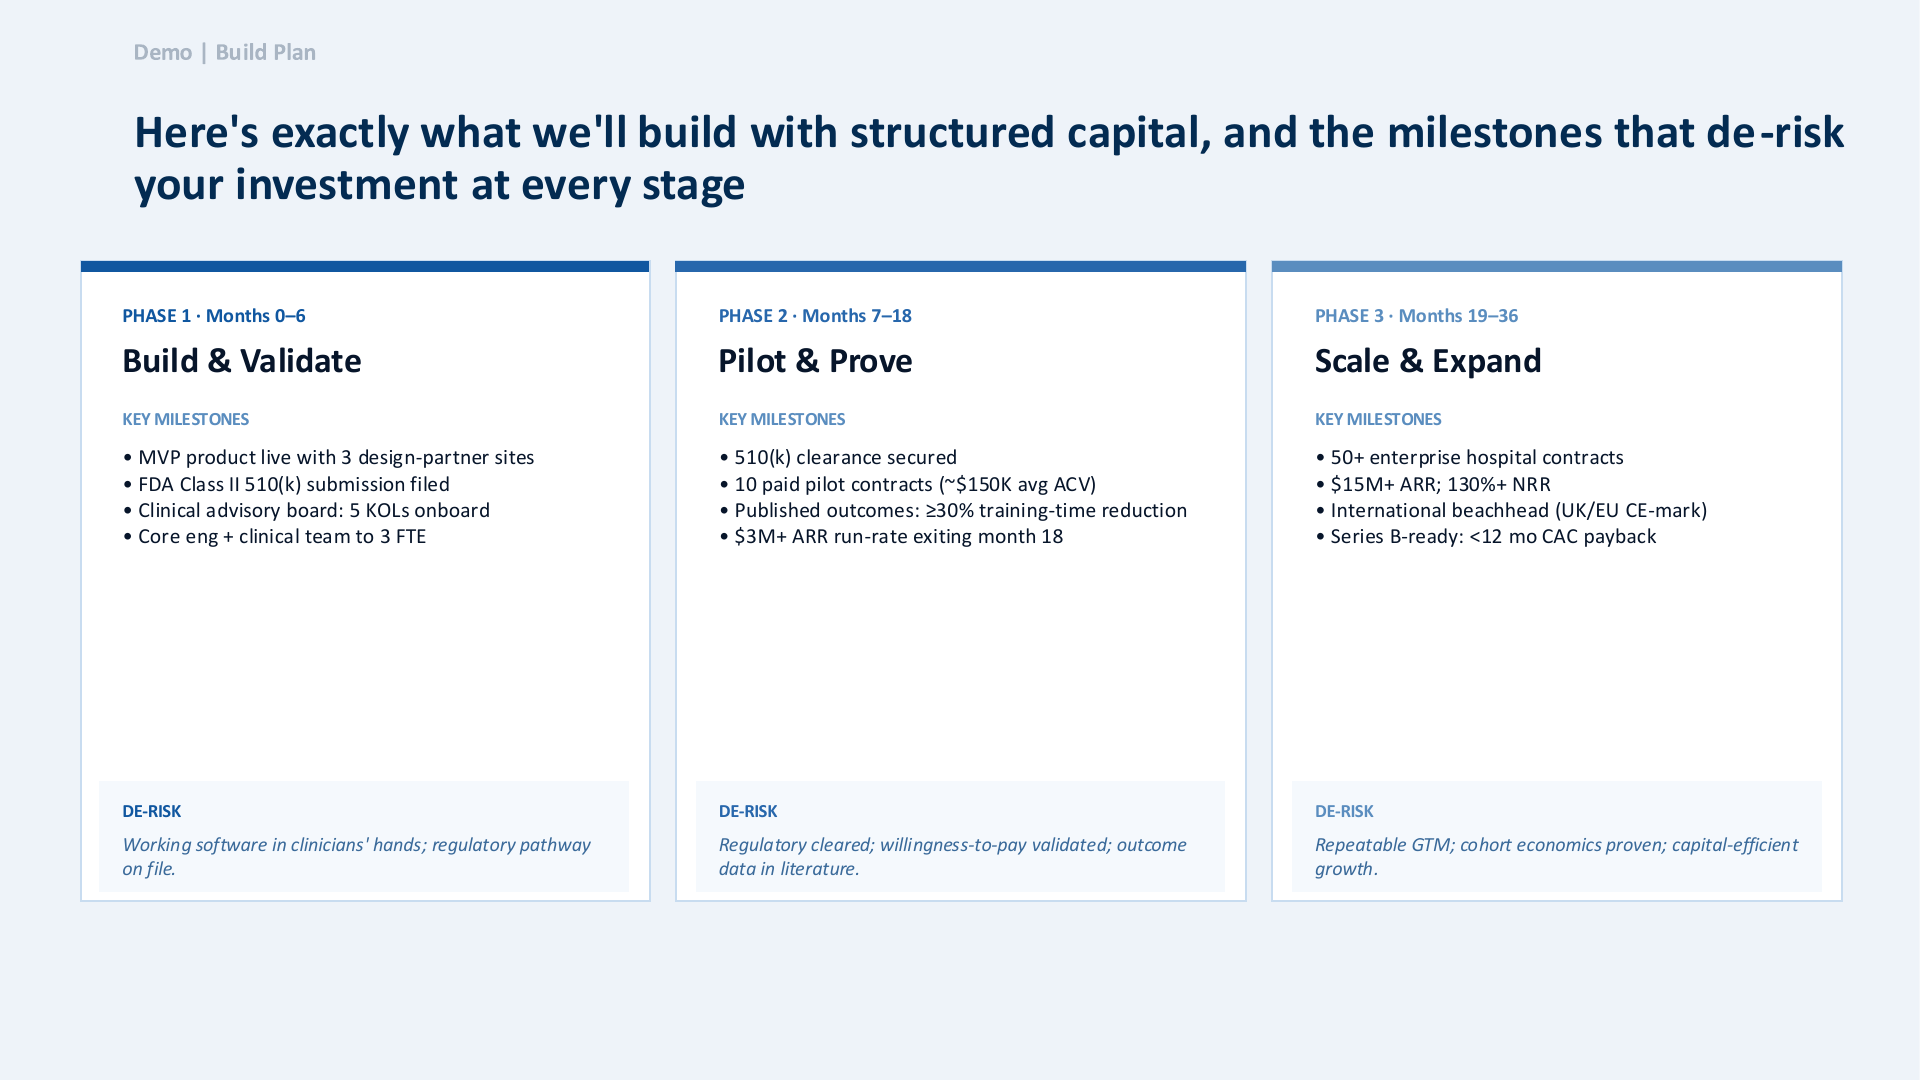 Demo | Build Plan
Here's exactly what we'll build with structured capital, and the milestones that de-risk
your investment at every stage
PHASE 1 · Months 0–6
Build & Validate
KEY MILESTONES
• MVP product live with 3 design-partner sites
• FDA Class II 510(k) submission filed
• Clinical advisory board: 5 KOLs onboard
• Core eng + clinical team to 3 FTE
DE-RISK
Working software in clinicians' hands; regulatory pathway
on file.
PHASE 2 · Months 7–18
Pilot & Prove
KEY MILESTONES
• 510(k) clearance secured
• 10 paid pilot contracts (~$150K avg ACV)
• Published outcomes: ≥30% training-time reduction
• $3M+ ARR run-rate exiting month 18
DE-RISK
Regulatory cleared; willingness-to-pay validated; outcome
data in literature.
PHASE 3 · Months 19–36
Scale & Expand
KEY MILESTONES
• 50+ enterprise hospital contracts
• $15M+ ARR; 130%+ NRR
• International beachhead (UK/EU CE-mark)
• Series B-ready: <12 mo CAC payback
DE-RISK
Repeatable GTM; cohort economics proven; capital-efficient
growth.